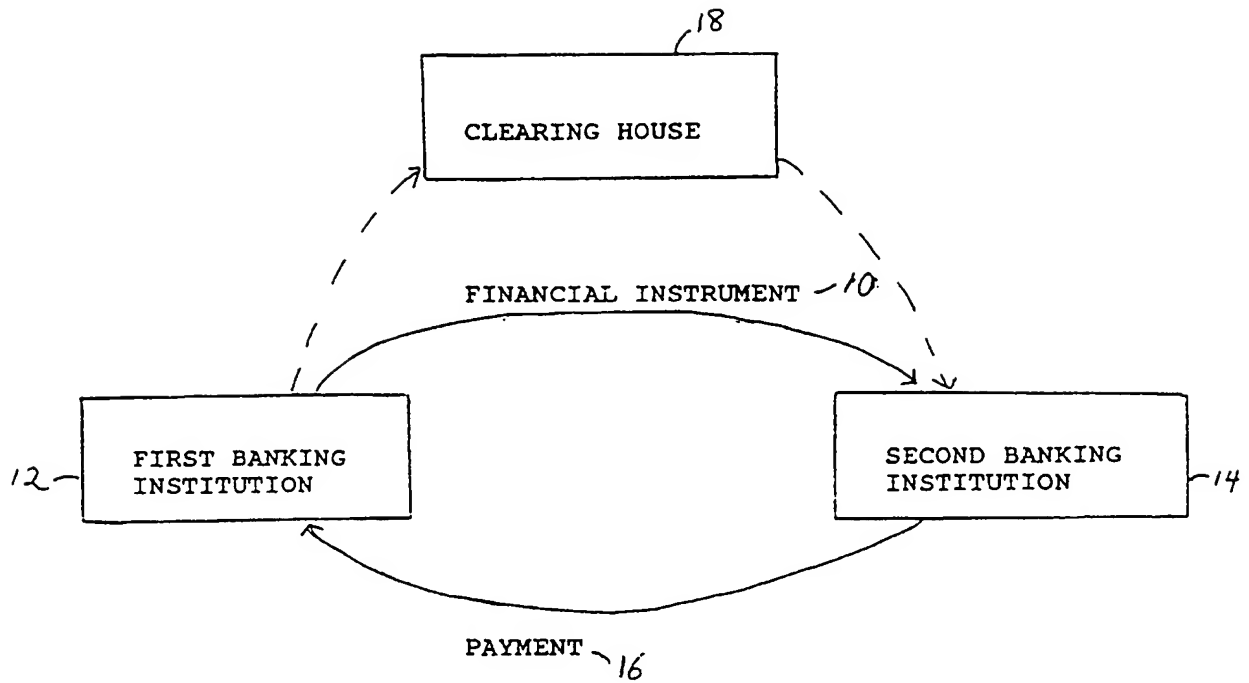 18
CLEARING HOUSE
FINANCIAL INSTRUMENT 10
FIRST BANKING
INSTITUTION
12
SECOND BANKING
INSTITUTION
14
PAYMENT 16